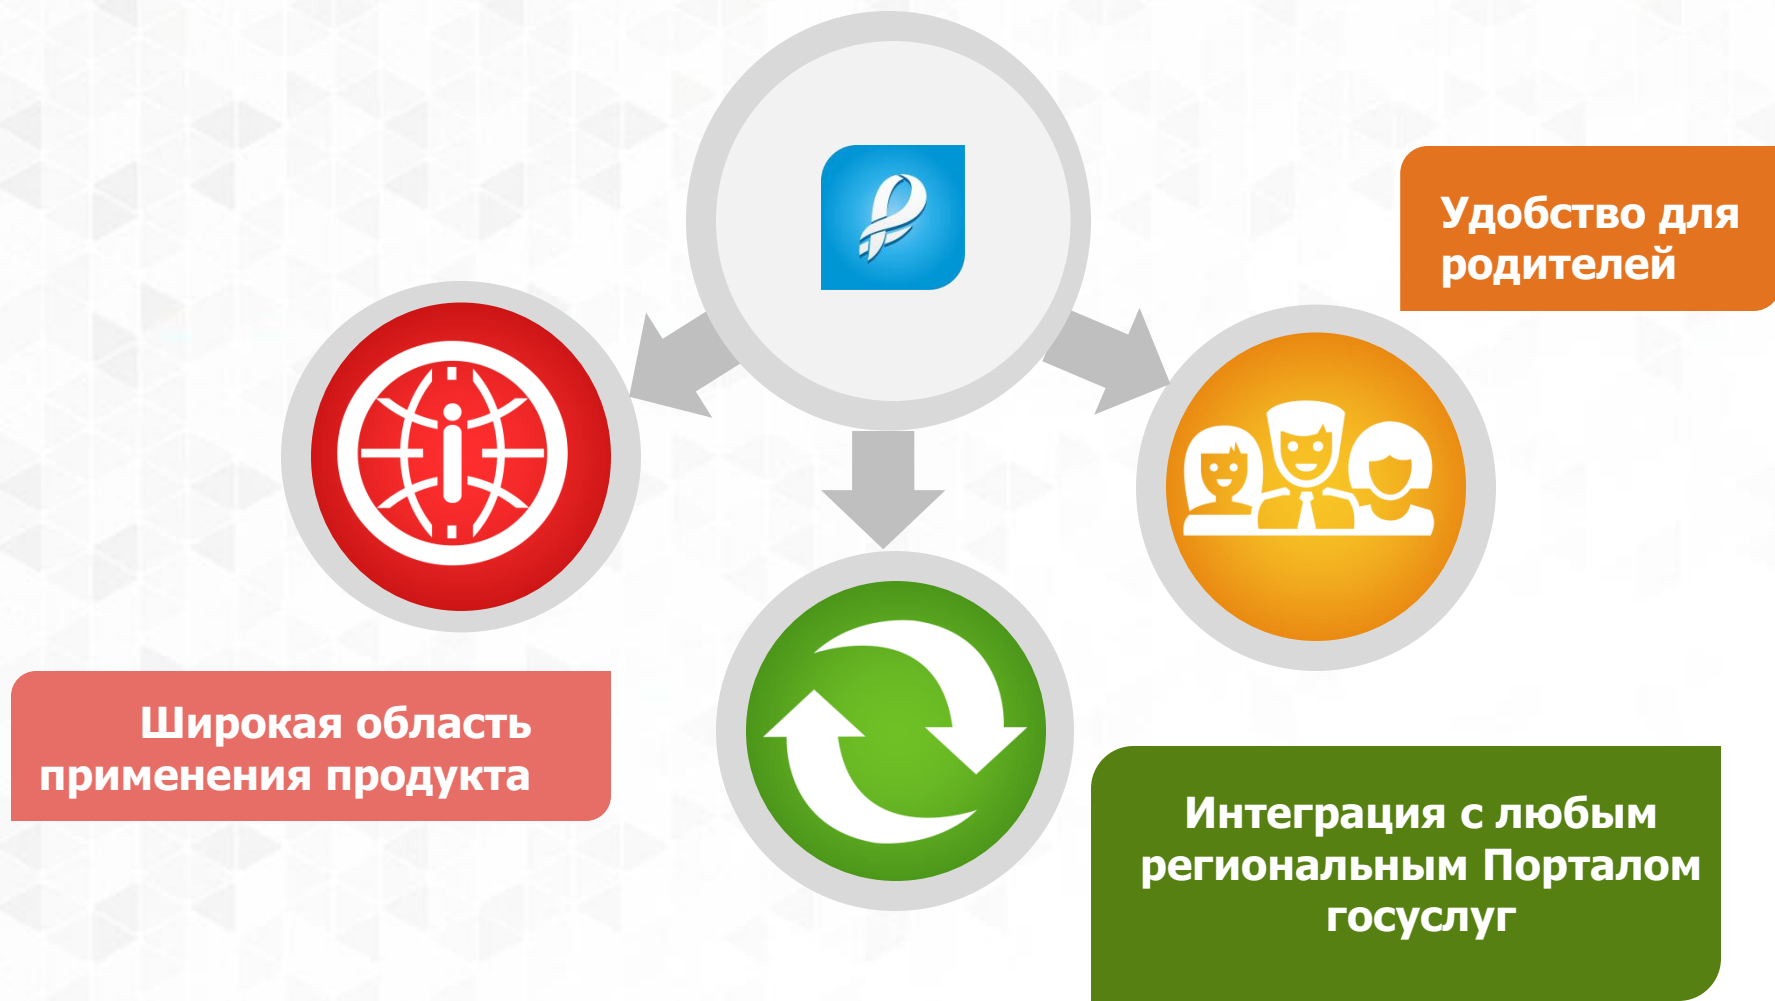 Удобство для
родителей
Широкая область
применения продукта
Интеграция с любым
региональным Порталом
госуслуг